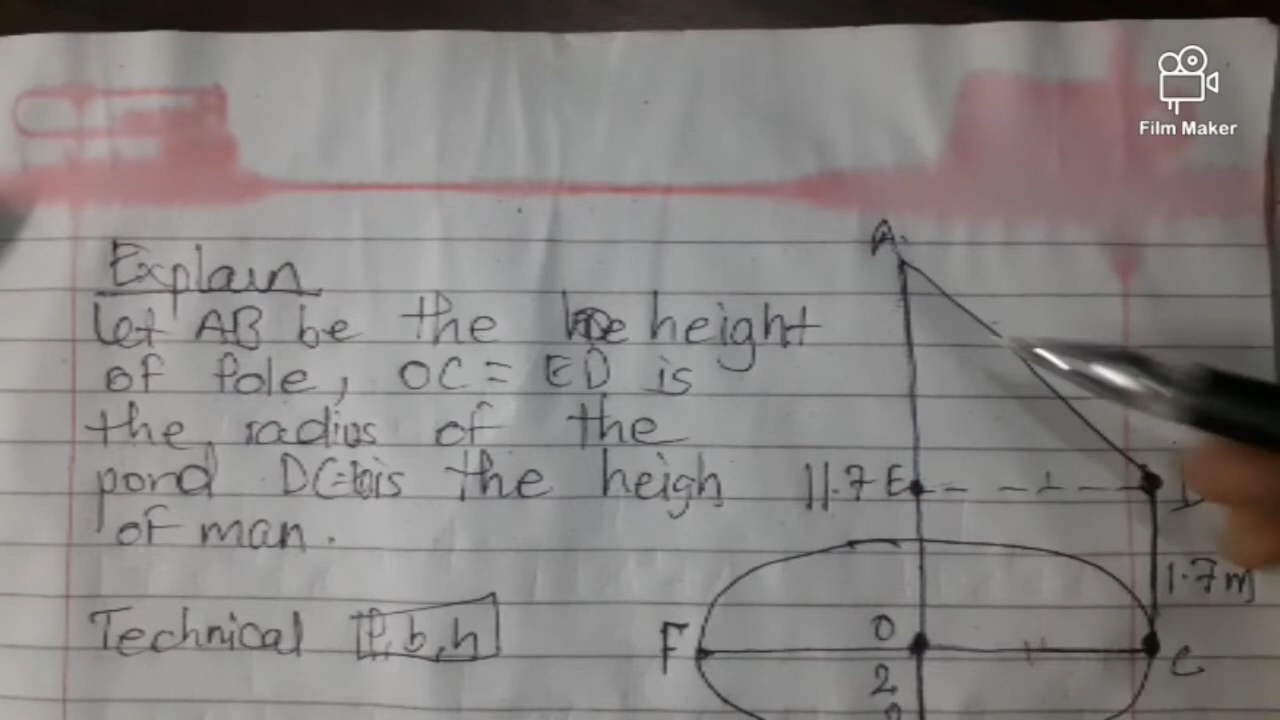 Film Maker
Explain
let AB be the height
of Pole, OC = ED is
the radius of the
pond DC is the heigh
of man.
Technical P, b, h
A
11.7 E
D
1.7m
F
O
C
2